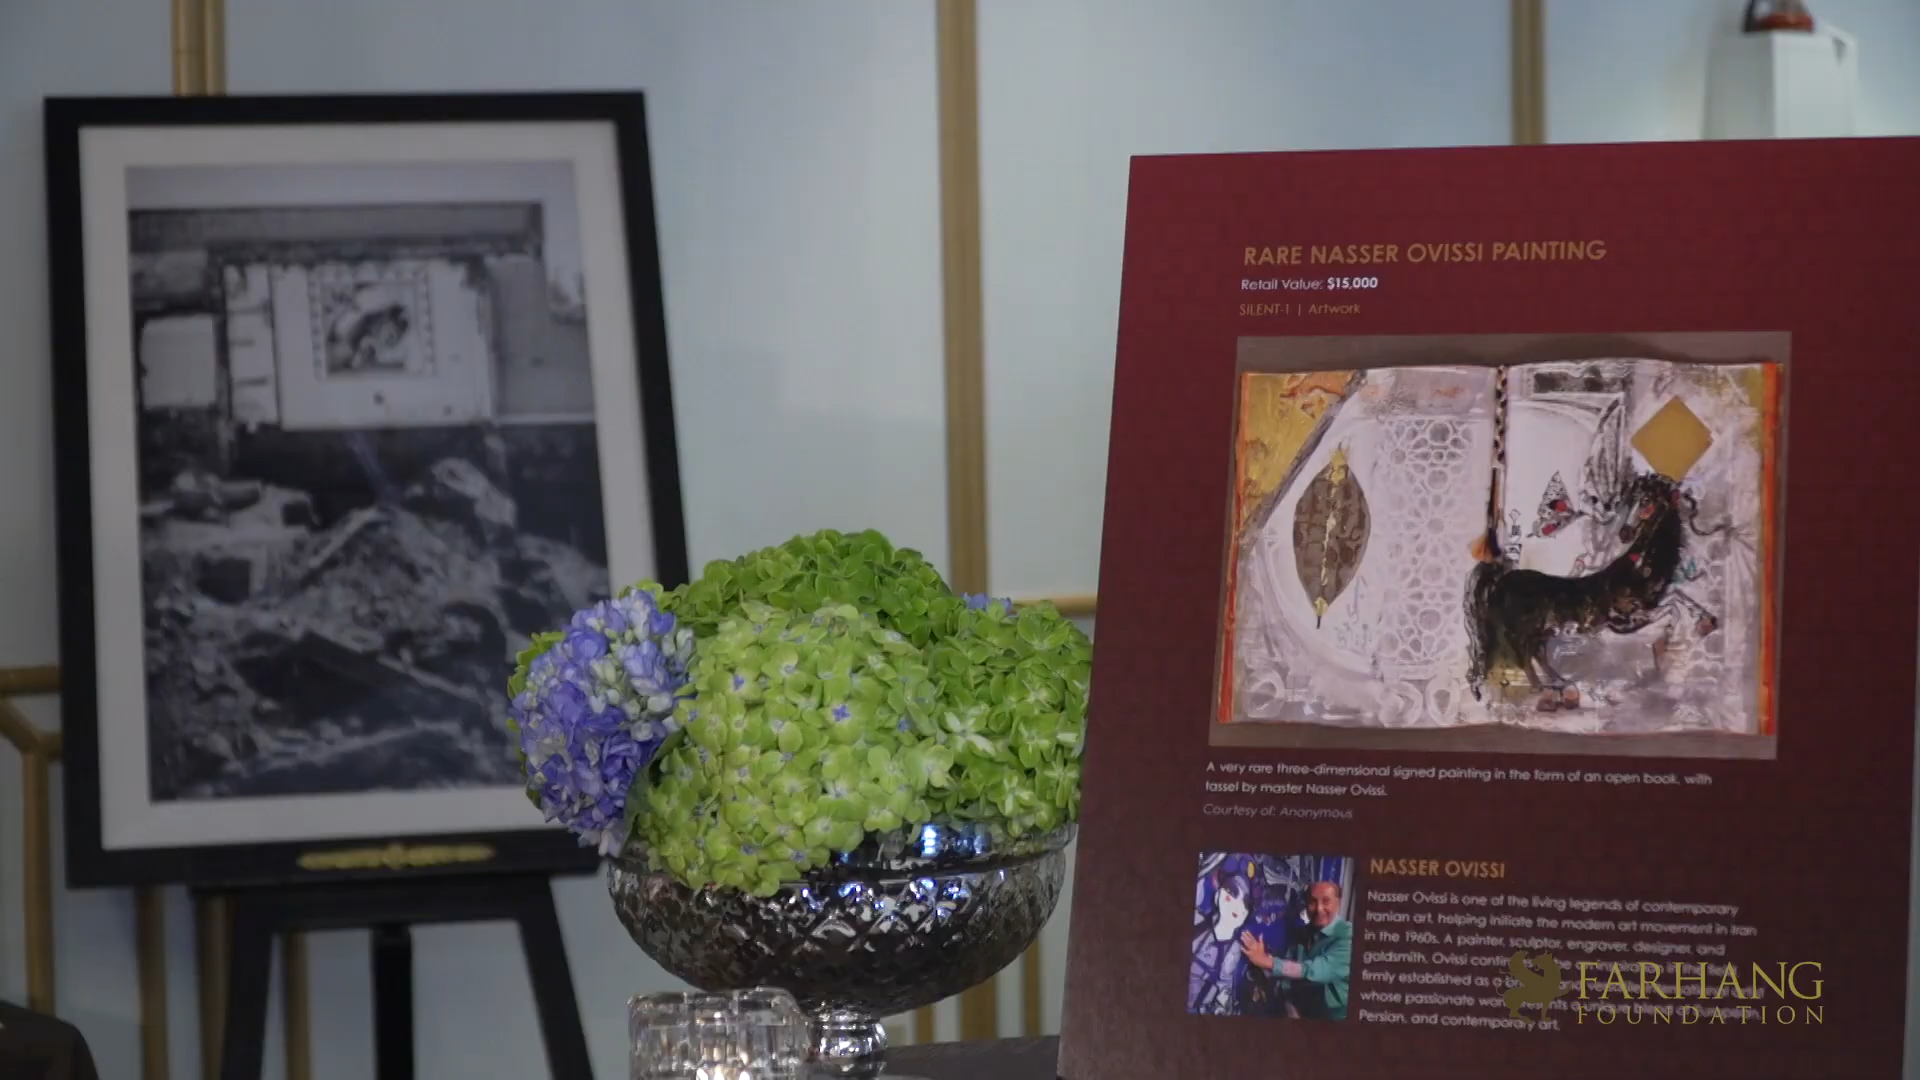 RARE NASSER OVISSI PAINTING
Retail Value: $15,000
SILENT-1 | Artwork
A very rare three-dimensional signed painting in the form of an open book, with
tassel by master Nasser Ovissi.
Courtesy of: Anonymous
NASSER OVISSI
Nasser Ovissi is one of the living legends of contemporary
Iranian art, helping initiate the modern art movement in Iran
in the 1960s. A painter, sculptor, engraver, designer, and
goldsmith, Ovissi
firmly established as a
whose passionate
Persian, and contemporary art.
FARHANG
FOUNDATION